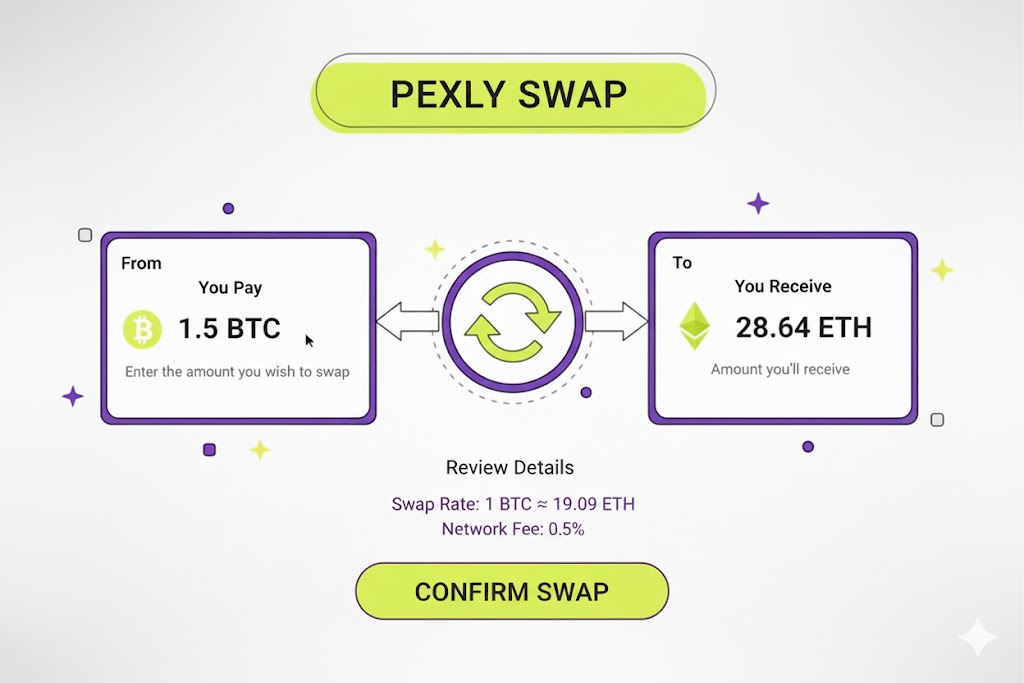 PEXLY SWAP
From
You Pay
1.5 BTC
Enter the amount you wish to swap
To
You Receive
28.64 ETH
Amount you'll receive
Review Details
Swap Rate: 1 BTC ≈ 19.09 ETH
Network Fee: 0.5%
CONFIRM SWAP